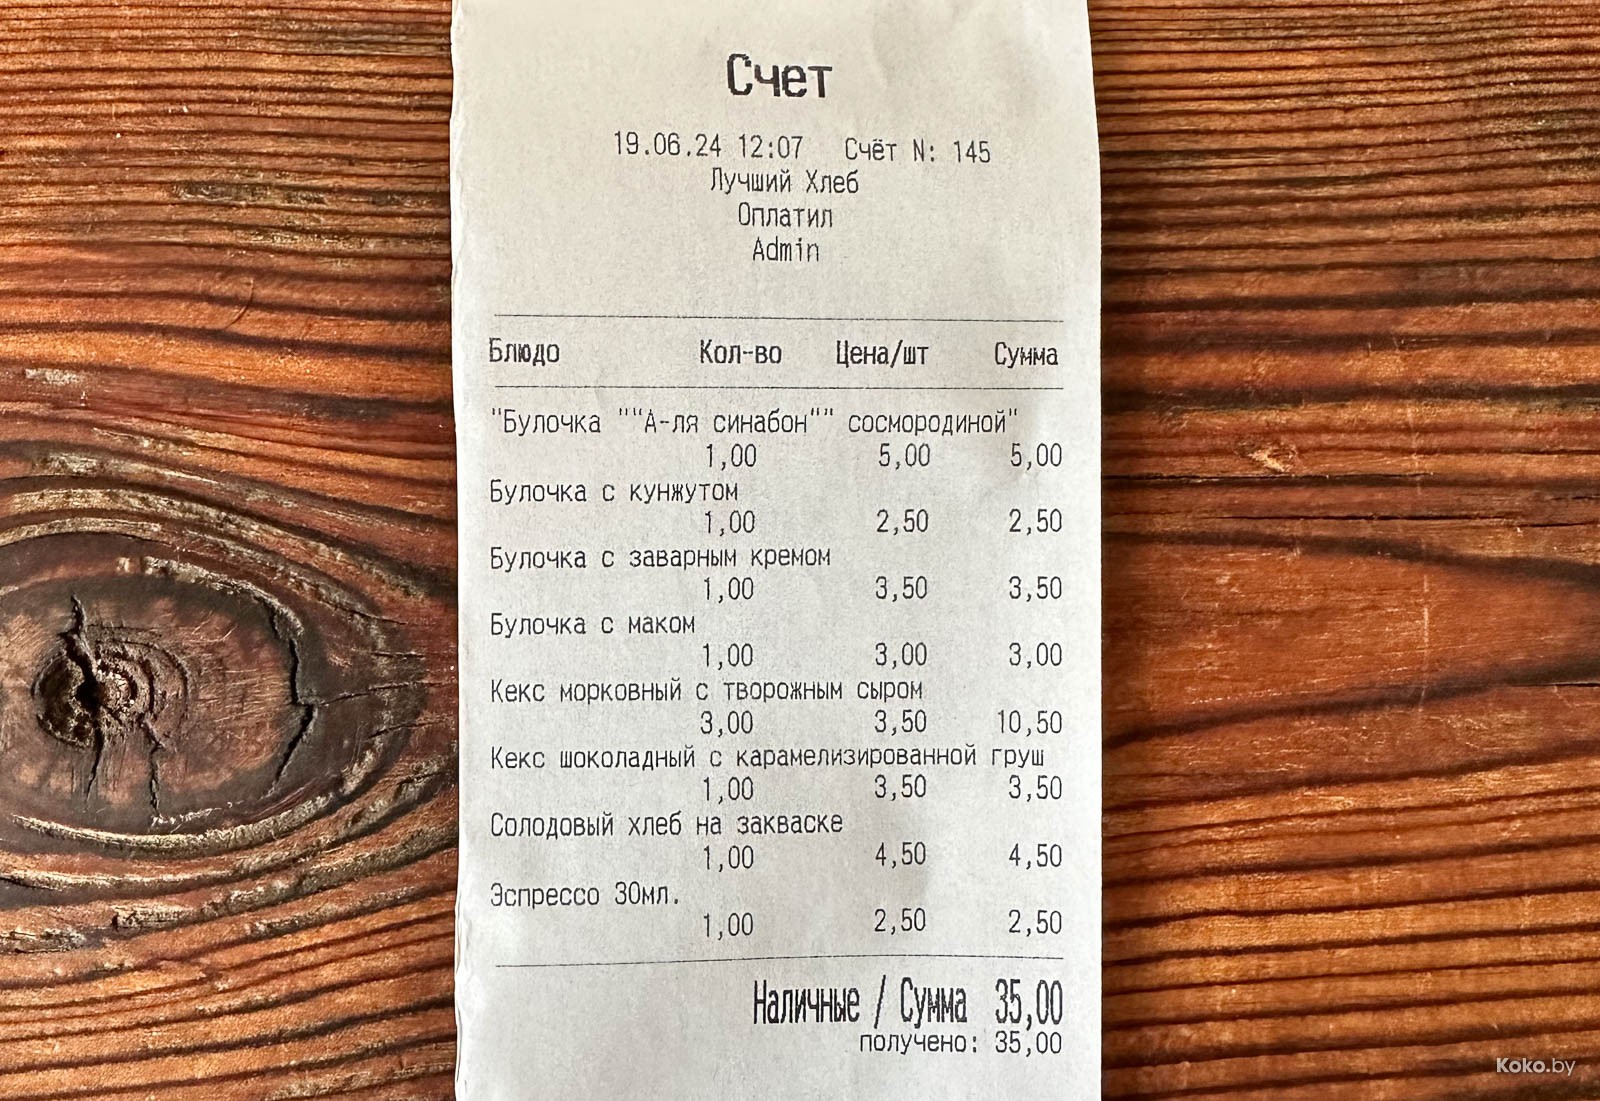 Счет
19.06.24 12:07 Счёт N: 145
Лучший Хлеб
Оплатил
Admin
Блюдо Кол-во Цена/шт Сумма
"Булочка ""А-ля синабон"" сосмородиной"
1,00 5,00 5,00
Булочка с кунжутом
1,00 2,50 2,50
Булочка с заварным кремом
1,00 3,50 3,50
Булочка с маком
1,00 3,00 3,00
Кекс морковный с творожным сыром
3,00 3,50 10,50
Кекс шоколадный с карамелизированной груш
1,00 3,50 3,50
Солодовый хлеб на закваске
1,00 4,50 4,50
Эспрессо 30мл.
1,00 2,50 2,50
Наличные / Сумма 35,00
получено: 35,00
Koko.by